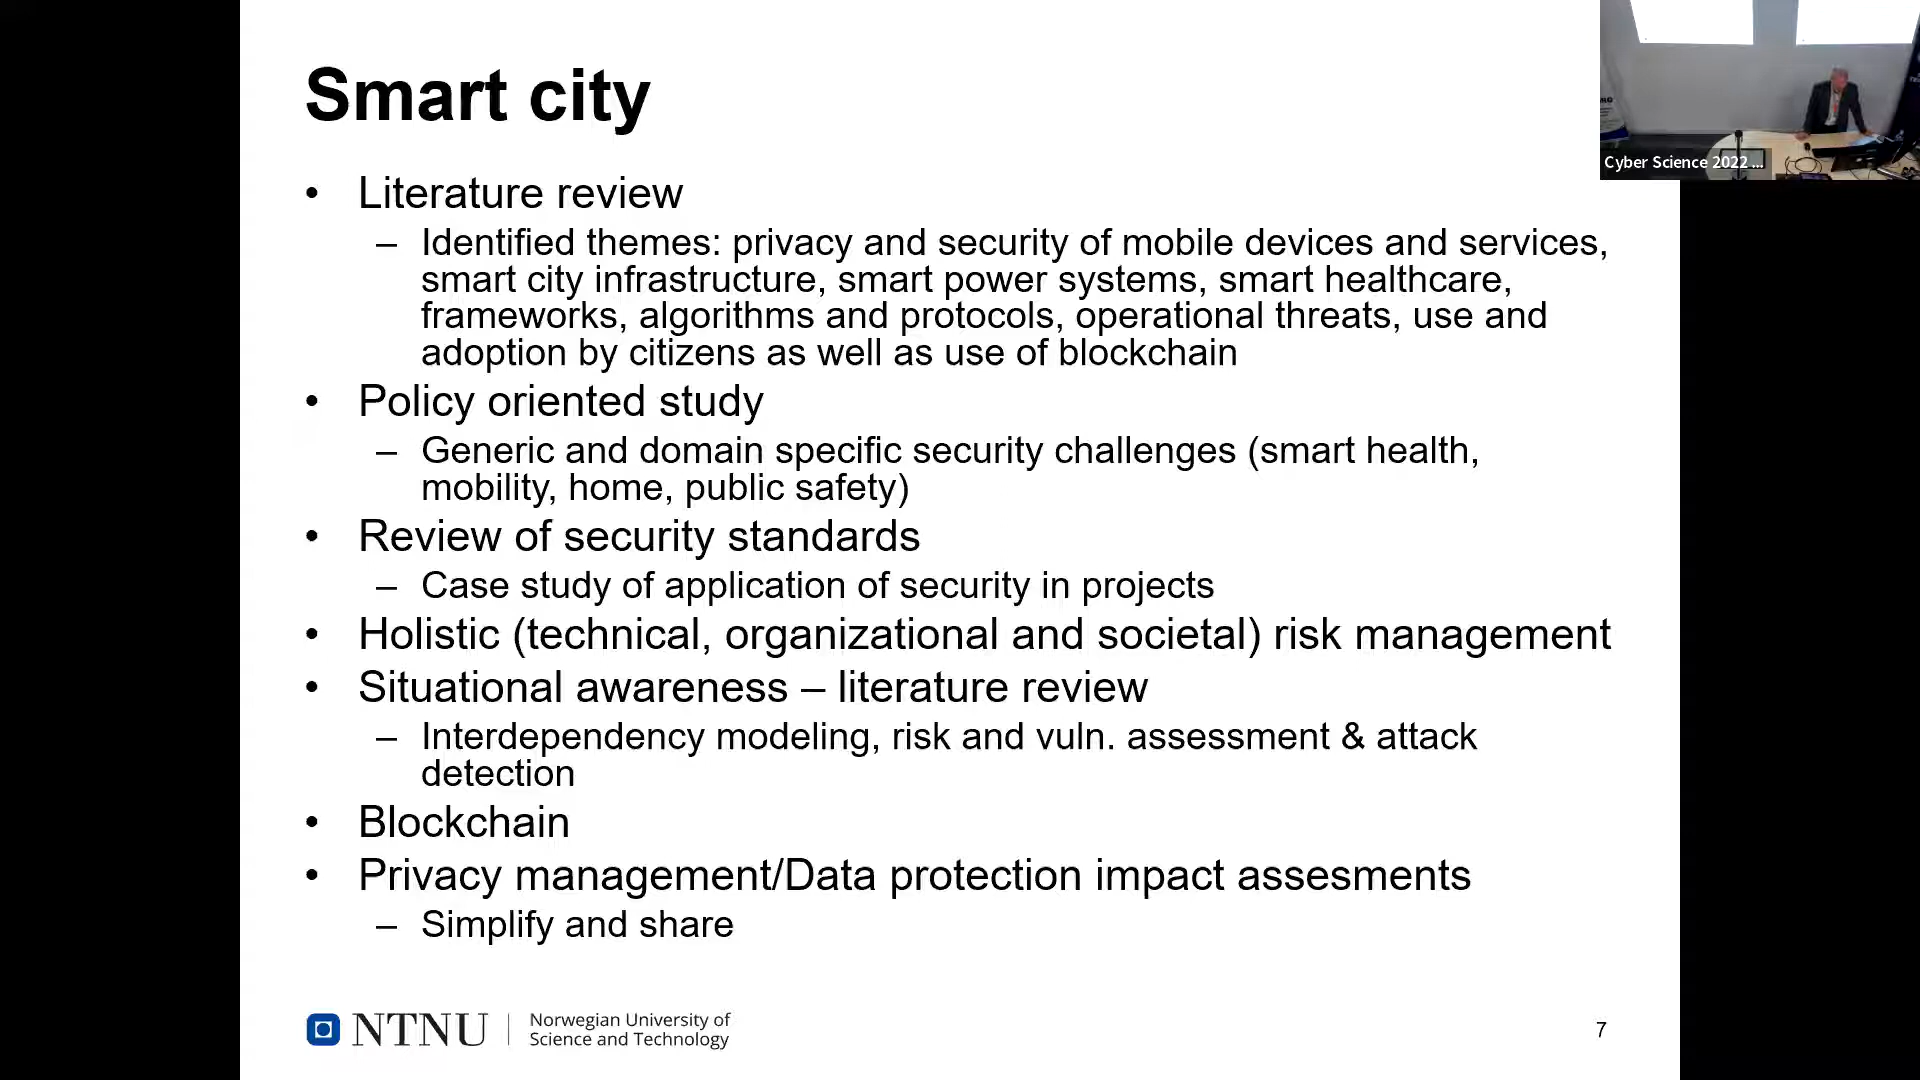 Smart city
• Literature review
– Identified themes: privacy and security of mobile devices and services,
smart city infrastructure, smart power systems, smart healthcare,
frameworks, algorithms and protocols, operational threats, use and
adoption by citizens as well as use of blockchain
• Policy oriented study
– Generic and domain specific security challenges (smart health,
mobility, home, public safety)
• Review of security standards
– Case study of application of security in projects
• Holistic (technical, organizational and societal) risk management
• Situational awareness – literature review
– Interdependency modeling, risk and vuln. assessment & attack
detection
• Blockchain
• Privacy management/Data protection impact assesments
– Simplify and share
NTNU
Norwegian University of
Science and Technology
7
Cyber Science 2022 ...